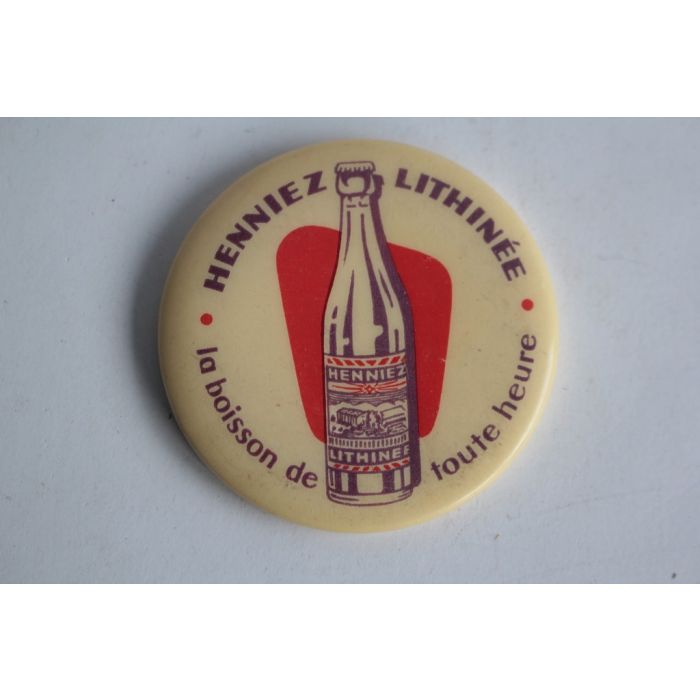 HENNIEZ LITHINÉE
HENNIEZ
LITHINÉE
la boisson de toute heure